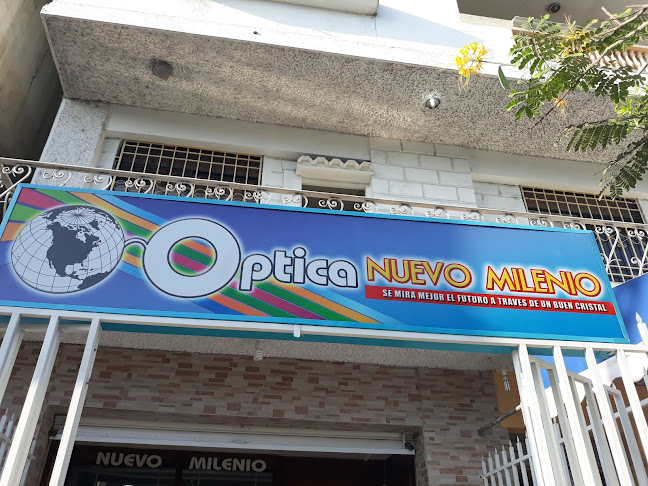 Optica NUEVO MILENIO
SE MIRA MEJOR EL FUTURO A TRAVES DE UN BUEN CRISTAL
NUEVO MILENIO